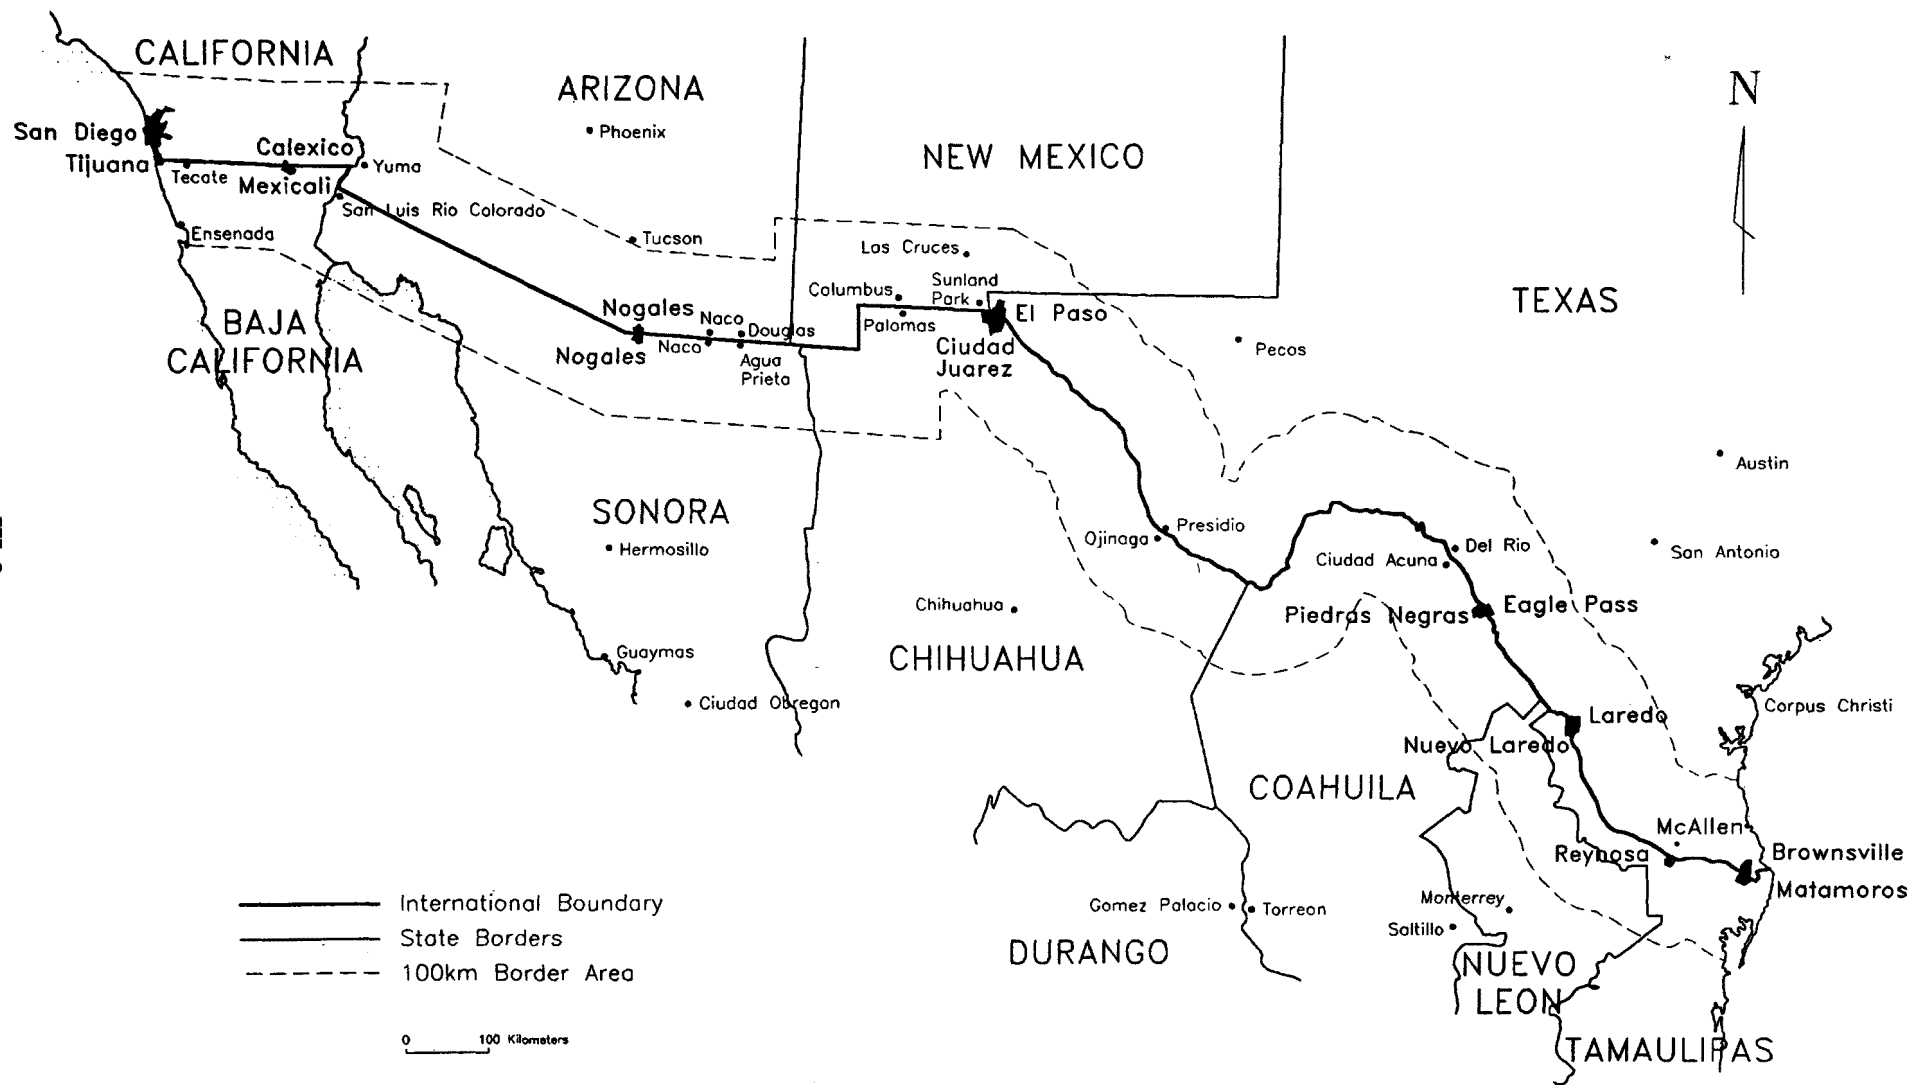 CALIFORNIA
ARIZONA
Phoenix
N
San Diego
Tijuana
Calexico
Tecate
Mexicali
Yuma
NEW MEXICO
San Luis Rio Colorado
Ensenada
Tucson
Las Cruces
Sunland
Park
Columbus
Palomas
El Paso
Ciudad
Juarez
TEXAS
BAJA
CALIFORNIA
Nogales
Nogales
Naco
Naco
Douglas
Agua
Prieta
Pecos
Austin
SONORA
Hermosillo
Presidio
Ojinaga
Del Rio
Ciudad Acuna
San Antonio
Chihuahua
CHIHUAHUA
Piedras Negras
Eagle Pass
Guaymas
Ciudad Obregon
Corpus Christi
Laredo
Nuevo Laredo
COAHUILA
McAllen
Reynosa
Brownsville
Matamoros
Gomez Palacio
Torreon
DURANGO
Monterrey
Saltillo
NUEVO
LEON
TAMAULIPAS
International Boundary
State Borders
100km Border Area
0 100 Kilometers